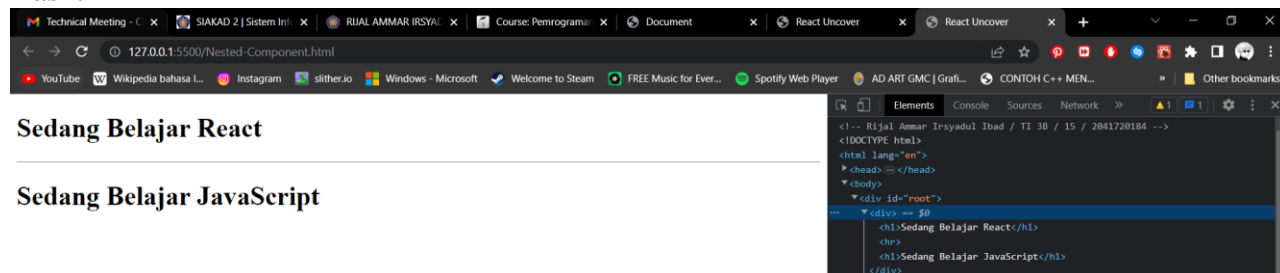 Technical Meeting - C
SIAKAD 2 | Sistem Info
RIJAL AMMAR IRSYAD
Course: Pemrograman
Document
React Uncover
React Uncover
127.0.0.1:5500/Nested-Component.html
YouTube
Wikipedia bahasa I...
Instagram
slither.io
Windows - Microsoft
Welcome to Steam
FREE Music for Ever...
Spotify Web Player
AD ART GMC | Grafi...
CONTOH C++ MEN...
»
Other bookmarks
Sedang Belajar React
Sedang Belajar JavaScript
Elements Console Sources Network » 1 1
<!-- Rijal Ammar Irsyadul Ibad / TI 3B / 15 / 2041720184 -->
<!DOCTYPE html>
<html lang="en">
<head> ... </head>
<body>
<div id="root">
... <div> == $0
<h1>Sedang Belajar React</h1>
<hr>
<h1>Sedang Belajar JavaScript</h1>
</div>